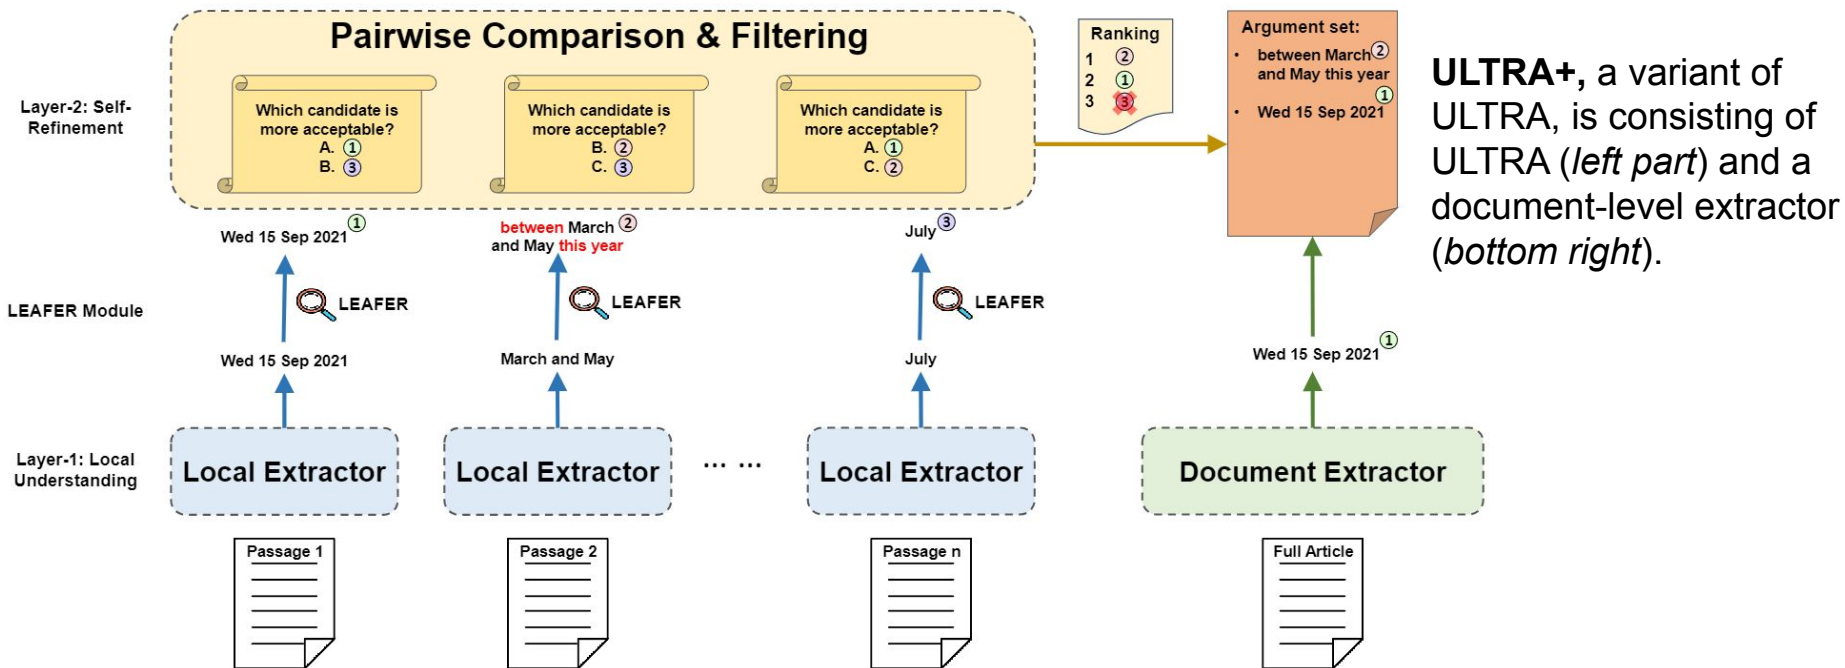 Pairwise Comparison & Filtering
Layer-2: Self-
Refinement
Which candidate is
more acceptable?
A. 1
B. 3
Which candidate is
more acceptable?
B. 2
C. 3
Which candidate is
more acceptable?
A. 1
C. 2
Ranking
1 2
2 1
3 3
Argument set:
• between March 2
and May this year
• Wed 15 Sep 2021 1
ULTRA+, a variant of
ULTRA, is consisting of
ULTRA (left part) and a
document-level extractor
(bottom right).
Wed 15 Sep 2021 1
between March 2
and May this year
July 3
LEAFER Module
LEAFER
LEAFER
LEAFER
Wed 15 Sep 2021
March and May
July
Wed 15 Sep 2021 1
Layer-1: Local
Understanding
Local Extractor
Local Extractor
... ...
Local Extractor
Document Extractor
Passage 1
Passage 2
Passage n
Full Article